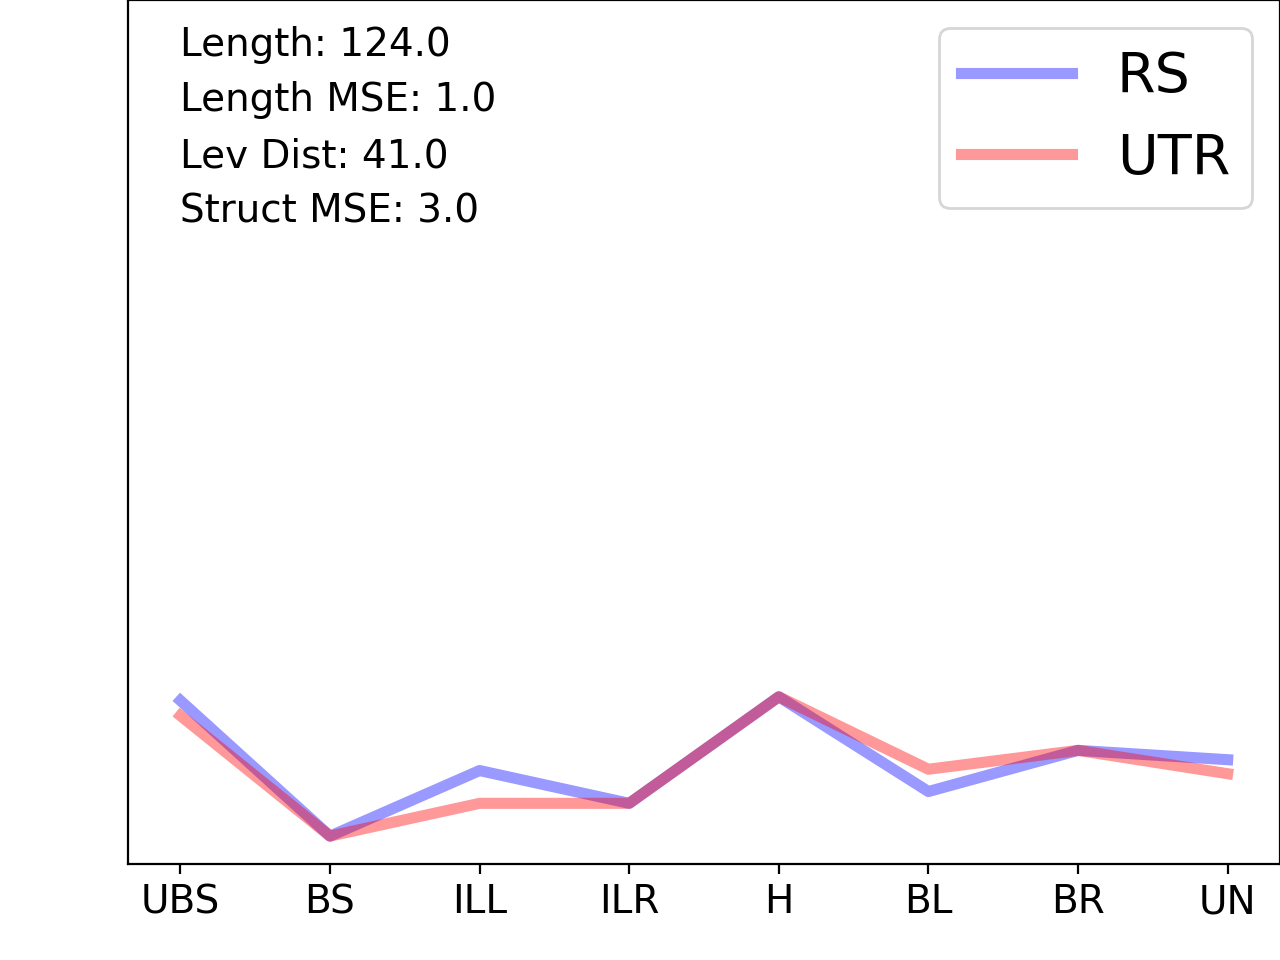 Length: 124.0
Length MSE: 1.0
Lev Dist: 41.0
Struct MSE: 3.0
RS
UTR
UBS BS ILL ILR H BL BR UN